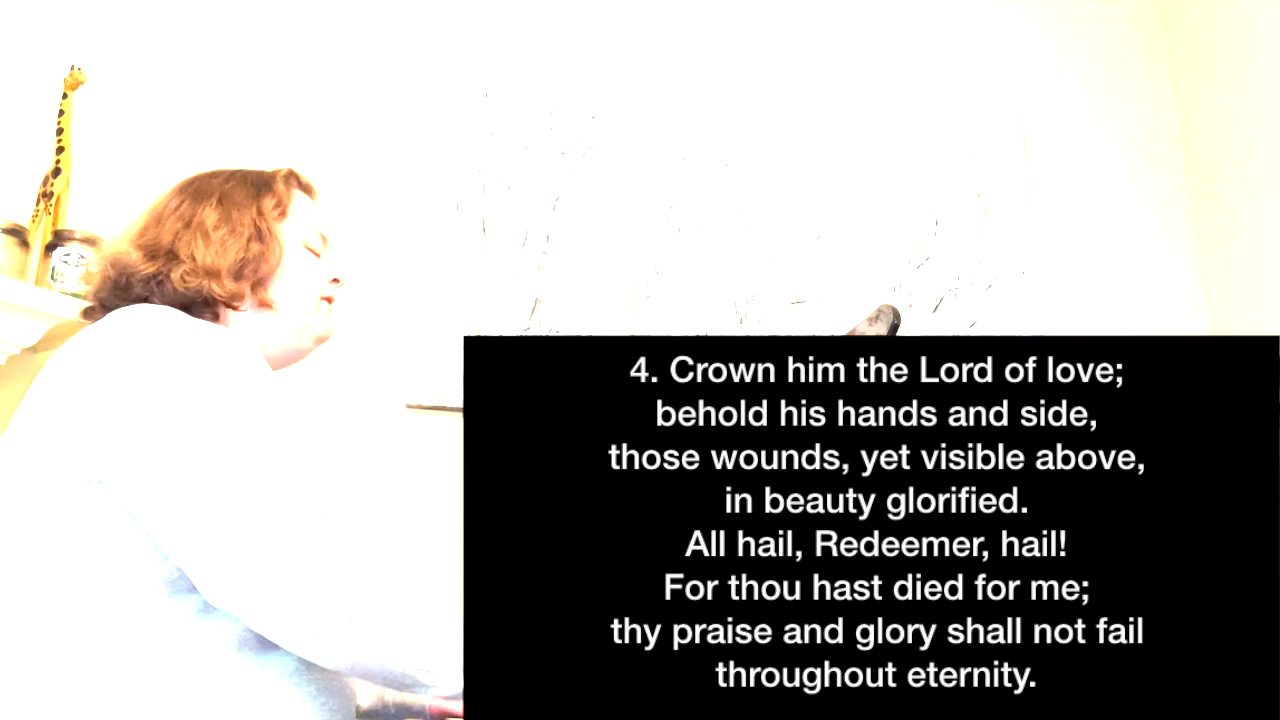 4. Crown him the Lord of love;
behold his hands and side,
those wounds, yet visible above,
in beauty glorified.
All hail, Redeemer, hail!
For thou hast died for me;
thy praise and glory shall not fail
throughout eternity.